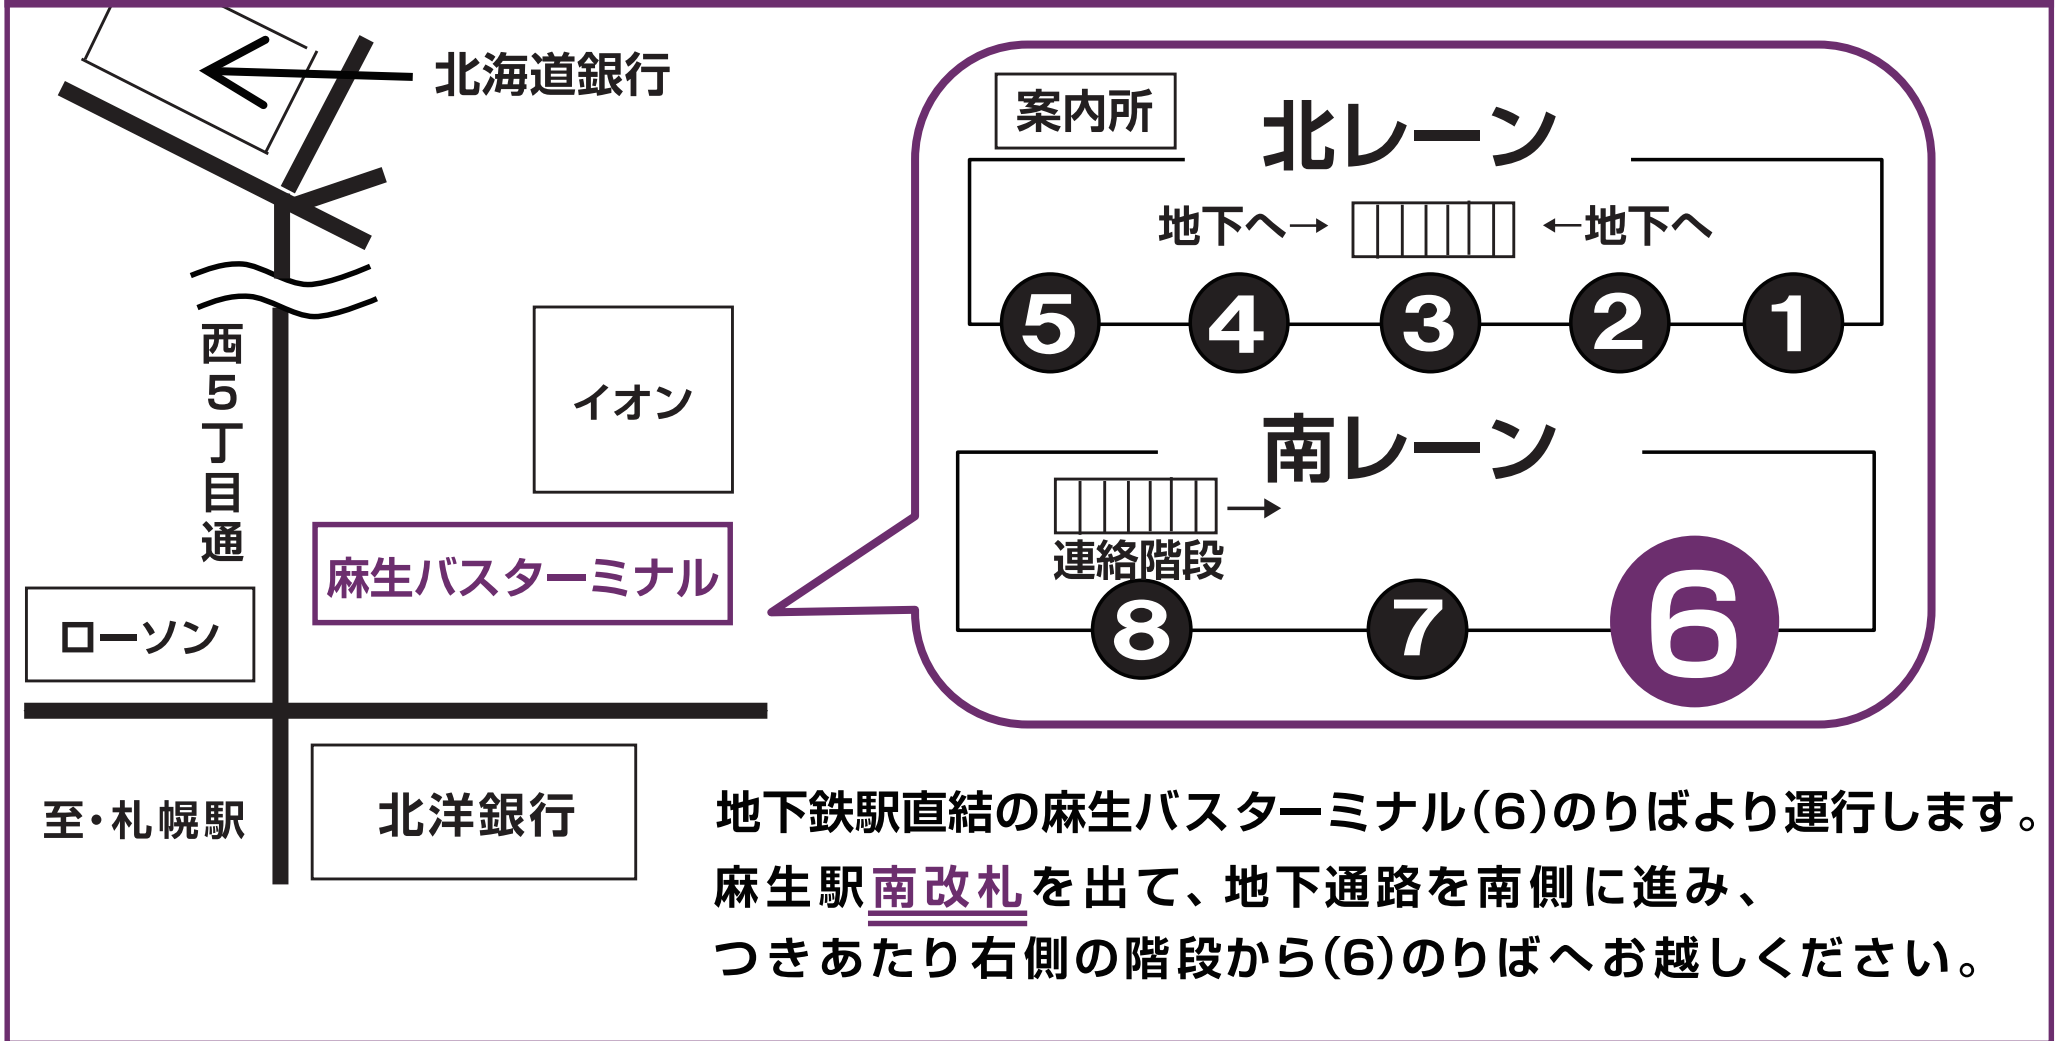 北海道銀行
西5丁目通
イオン
麻生バスターミナル
ローソン
至・札幌駅
北洋銀行
案内所
北レーン
地下へ→
←地下へ
5
4
3
2
1
南レーン
→
連絡階段
8
7
6
地下鉄駅直結の麻生バスターミナル(6)のりばより運行します。
麻生駅南改札を出て、地下通路を南側に進み、
つきあたり右側の階段から(6)のりばへお越しください。